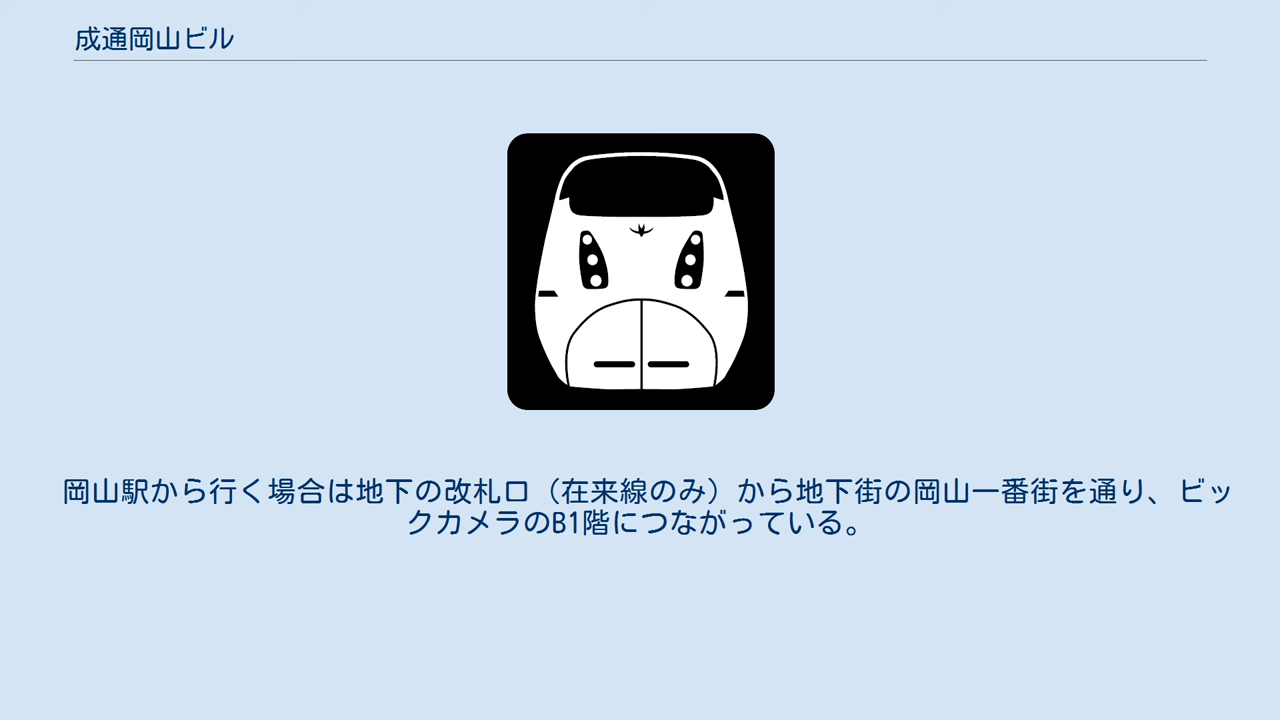 成通岡山ビル
岡山駅から行く場合は地下の改札口（在来線のみ）から地下街の岡山一番街を通り、ビッ
クカメラのB1階につながっている。